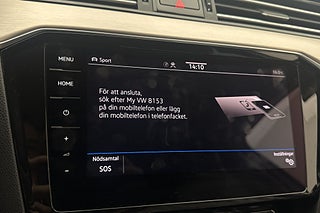 MENU
Sport
14:10
HOME
För att ansluta,
sök efter My VW 8153
på din mobiltelefon eller lägg
din mobiltelefon i telefonfacket.
Nödsamtal
Inställningar
SOS